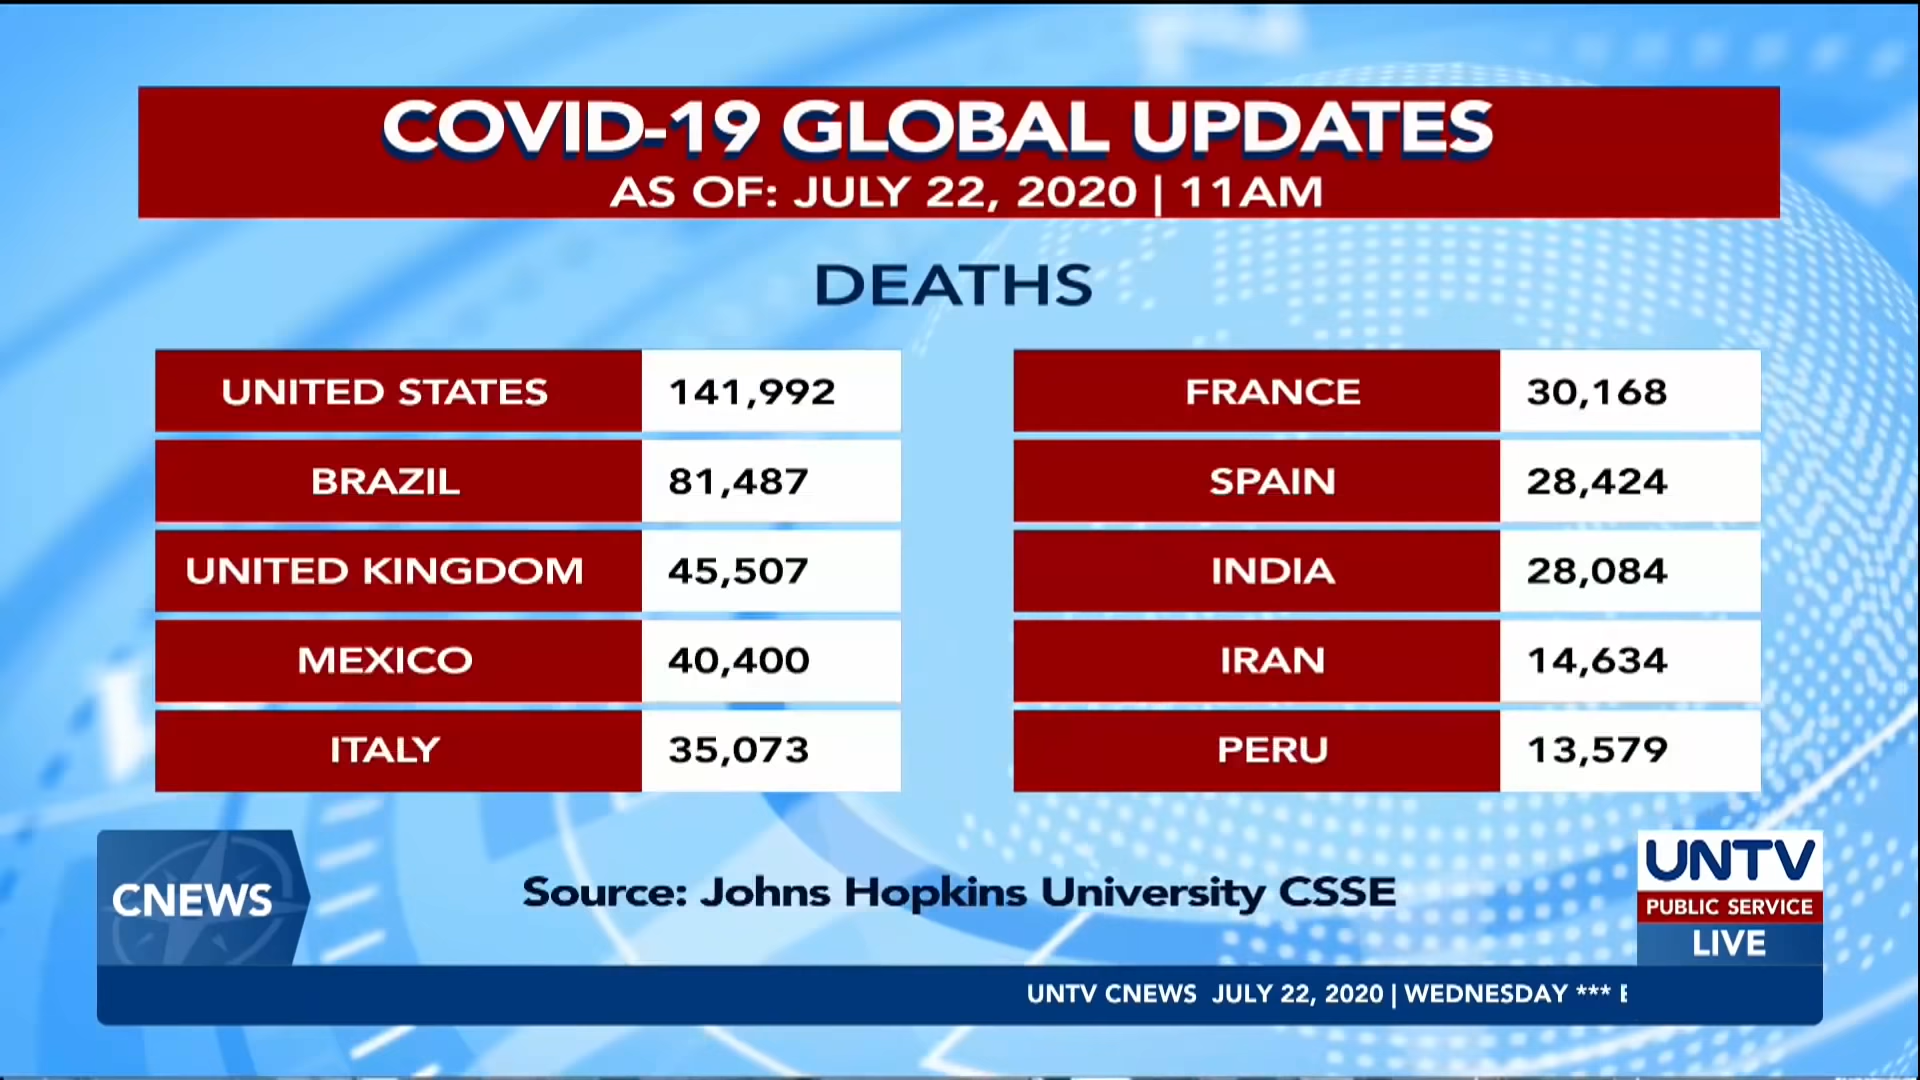 COVID-19 GLOBAL UPDATES
AS OF: JULY 22, 2020 | 11AM
DEATHS
UNITED STATES 141,992
BRAZIL 81,487
UNITED KINGDOM 45,507
MEXICO 40,400
ITALY 35,073
FRANCE 30,168
SPAIN 28,424
INDIA 28,084
IRAN 14,634
PERU 13,579
CNEWS
Source: Johns Hopkins University CSSE
UNTV
PUBLIC SERVICE
LIVE
UNTV CNEWS JULY 22, 2020 | WEDNESDAY ***